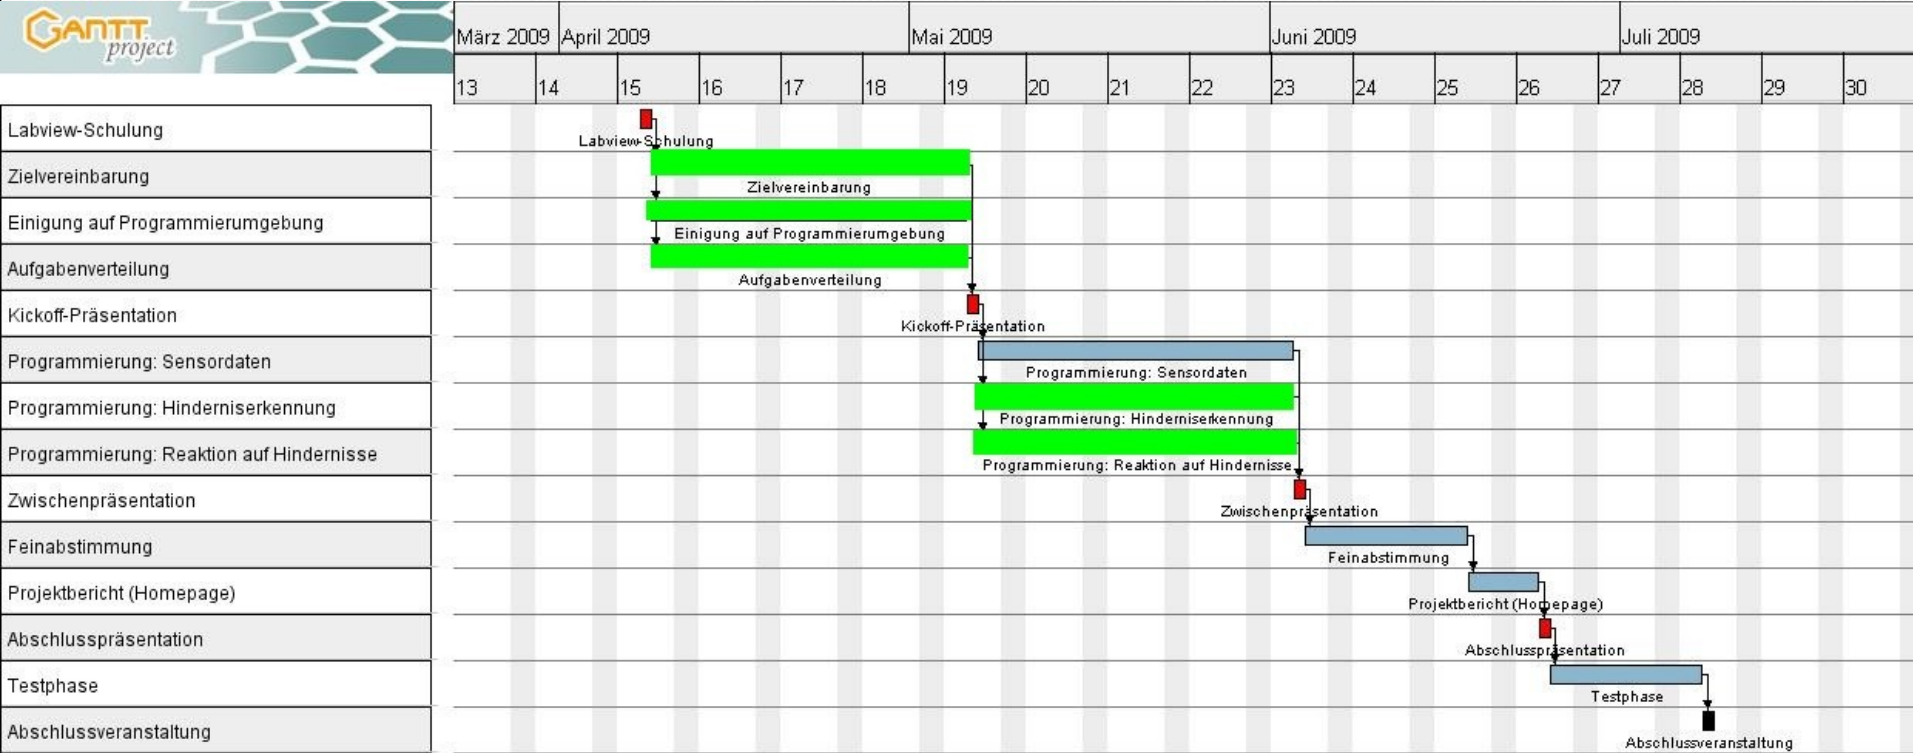 GANTT
project
März 2009 April 2009 Mai 2009 Juni 2009 Juli 2009
13 14 15 16 17 18 19 20 21 22 23 24 25 26 27 28 29 30
Labview-Schulung
Labview-Schulung
Zielvereinbarung
Zielvereinbarung
Einigung auf Programmierumgebung
Einigung auf Programmierumgebung
Aufgabenverteilung
Aufgabenverteilung
Kickoff-Präsentation
Kickoff-Präsentation
Programmierung: Sensordaten
Programmierung: Sensordaten
Programmierung: Hinderniserkennung
Programmierung: Hinderniserkennung
Programmierung: Reaktion auf Hindernisse
Programmierung: Reaktion auf Hindernisse
Zwischenpräsentation
Zwischenpräsentation
Feinabstimmung
Feinabstimmung
Projektbericht (Homepage)
Projektbericht (Homepage)
Abschlusspräsentation
Abschlusspräsentation
Testphase
Testphase
Abschlussveranstaltung
Abschlussveranstaltung